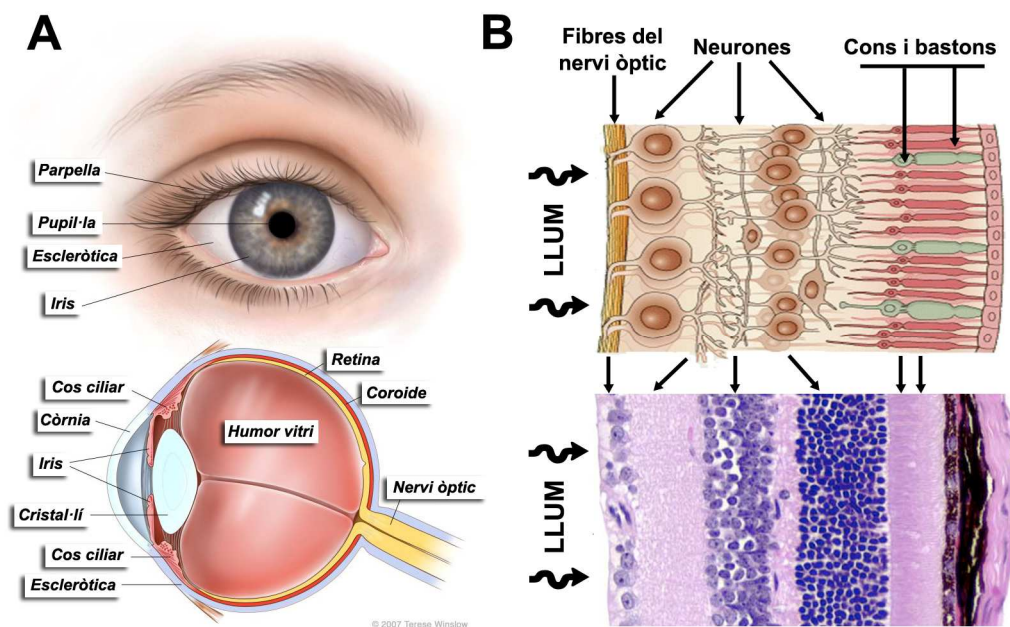 A
Parpella
Pupil·la
Escleròtica
Iris
Cos ciliar
Còrnia
Iris
Cristal·lí
Cos ciliar
Escleròtica
Retina
Coroide
Humor vitri
Nervi òptic
© 2007 Terese Winslow
B
Fibres del
nervi òptic
Neurones
Cons i bastons
LLUM
LLUM